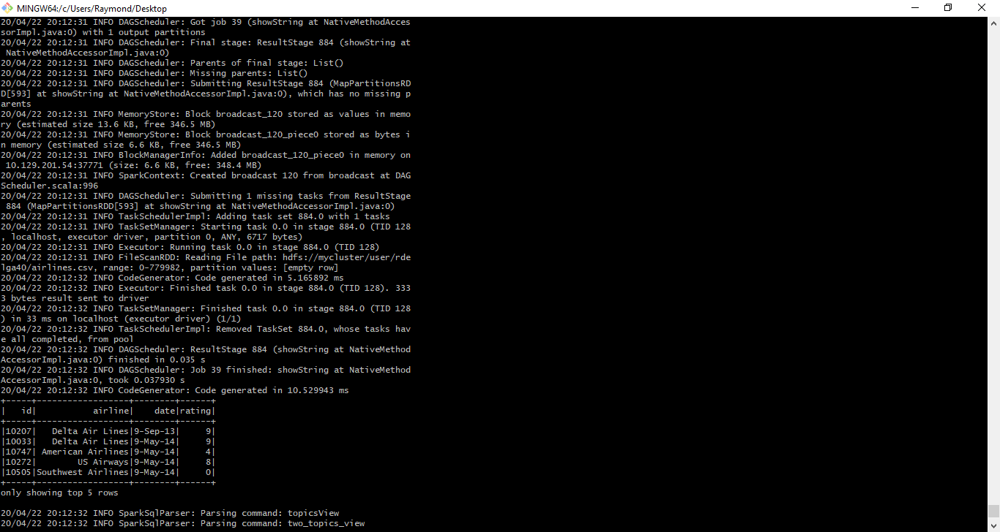 MINGW64:/c/Users/Raymond/Desktop
20/04/22 20:12:31 INFO DAGScheduler: Got job 39 (showString at NativeMethodAcces
sorImpl.java:0) with 1 output partitions
20/04/22 20:12:31 INFO DAGScheduler: Final stage: ResultStage 884 (showString at
 NativeMethodAccessorImpl.java:0)
20/04/22 20:12:31 INFO DAGScheduler: Parents of final stage: List()
20/04/22 20:12:31 INFO DAGScheduler: Missing parents: List()
20/04/22 20:12:31 INFO DAGScheduler: Submitting ResultStage 884 (MapPartitionsRD
D[593] at showString at NativeMethodAccessorImpl.java:0), which has no missing p
arents
20/04/22 20:12:31 INFO MemoryStore: Block broadcast_120 stored as values in memo
ry (estimated size 13.6 KB, free 346.5 MB)
20/04/22 20:12:31 INFO MemoryStore: Block broadcast_120_piece0 stored as bytes i
n memory (estimated size 6.6 KB, free 346.5 MB)
20/04/22 20:12:31 INFO BlockManagerInfo: Added broadcast_120_piece0 in memory on
 10.129.201.54:37771 (size: 6.6 KB, free: 348.4 MB)
20/04/22 20:12:31 INFO SparkContext: Created broadcast 120 from broadcast at DAG
Scheduler.scala:996
20/04/22 20:12:31 INFO DAGScheduler: Submitting 1 missing tasks from ResultStage
 884 (MapPartitionsRDD[593] at showString at NativeMethodAccessorImpl.java:0)
20/04/22 20:12:31 INFO TaskSchedulerImpl: Adding task set 884.0 with 1 tasks
20/04/22 20:12:31 INFO TaskSetManager: Starting task 0.0 in stage 884.0 (TID 128
, localhost, executor driver, partition 0, ANY, 6717 bytes)
20/04/22 20:12:31 INFO Executor: Running task 0.0 in stage 884.0 (TID 128)
20/04/22 20:12:31 INFO FileScanRDD: Reading File path: hdfs://mycluster/user/rde
lga40/airlines.csv, range: 0-779982, partition values: [empty row]
20/04/22 20:12:32 INFO CodeGenerator: Code generated in 5.165892 ms
20/04/22 20:12:32 INFO Executor: Finished task 0.0 in stage 884.0 (TID 128). 333
3 bytes result sent to driver
20/04/22 20:12:32 INFO TaskSetManager: Finished task 0.0 in stage 884.0 (TID 128
) in 33 ms on localhost (executor driver) (1/1)
20/04/22 20:12:32 INFO TaskSchedulerImpl: Removed TaskSet 884.0, whose tasks hav
e all completed, from pool
20/04/22 20:12:32 INFO DAGScheduler: ResultStage 884 (showString at NativeMethod
AccessorImpl.java:0) finished in 0.035 s
20/04/22 20:12:32 INFO DAGScheduler: Job 39 finished: showString at NativeMethod
AccessorImpl.java:0, took 0.037930 s
20/04/22 20:12:32 INFO CodeGenerator: Code generated in 10.529943 ms
+-----+------------------+--------+------+
|   id|           airline|    date|rating|
+-----+------------------+--------+------+
|10207|   Delta Air Lines|9-Sep-13|     9|
|10033|   Delta Air Lines|9-May-14|     9|
|10747| American Airlines|9-May-14|     4|
|10272|        US Airways|9-May-14|     8|
|10505|Southwest Airlines|9-May-14|     0|
+-----+------------------+--------+------+
only showing top 5 rows
20/04/22 20:12:32 INFO SparkSqlParser: Parsing command: topicsView
20/04/22 20:12:32 INFO SparkSqlParser: Parsing command: two_topics_view